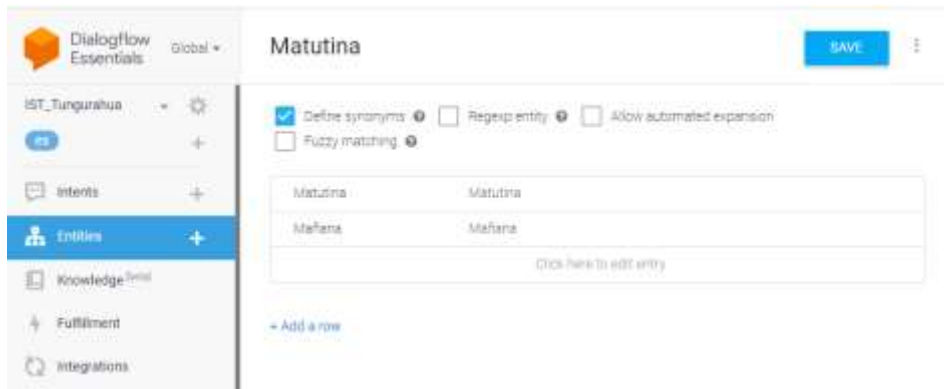 Dialogflow
Essentials
Global
Matutina
SAVE
IST_Tungurahua
es
Define synonyms
Regexp entity
Allow automated expansion
Fuzzy matching
Intents
Matutina Matutina
Entities
Mañana Mañana
Click here to edit entry
Knowledge [beta]
Fulfillment
+ Add a row
Integrations